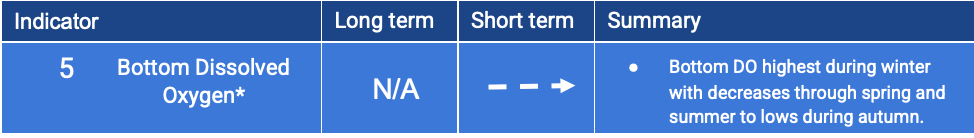 Indicator
Long term
Short term
Summary
5
Bottom Dissolved
Oxygen*
N/A
● Bottom DO highest during winter
with decreases through spring and
summer to lows during autumn.